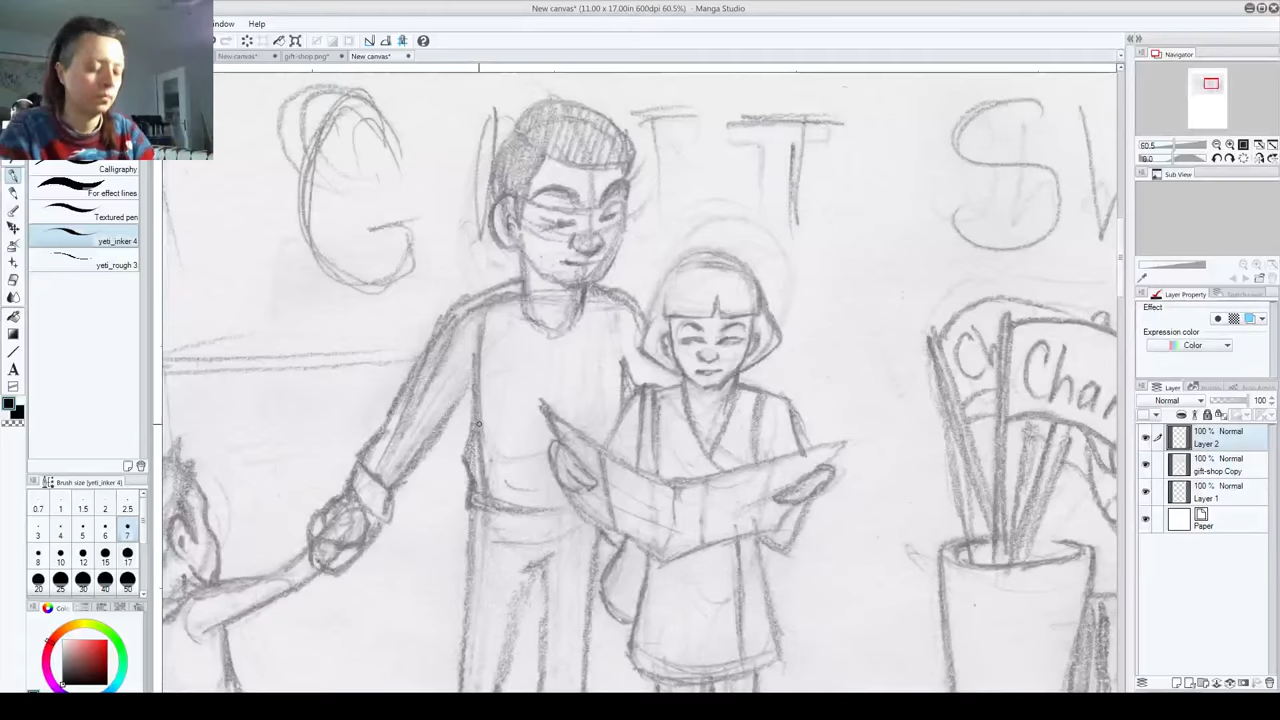 New canvas* (11.00 x 17.00in 600dpi 60.5%) - Manga Studio
indow Help
New canvas* gift-shop.png* New canvas*
Calligraphy
For effect lines
Textured pen
yeti_inker 4
yeti_rough 3
Brush size [yeti_inker 4]
0.7 1 1.5 2 2.5
3 4 5 6 7
8 10 12 15 17
20 25 30 40 50
Navigator
60.5
0.0
Sub View
Layer Property
Effect
Expression color
Color
Layer
Normal 100
100 % Normal
Layer 2
100 % Normal
gift-shop Copy
100 % Normal
Layer 1
Paper
G I T S
Cha